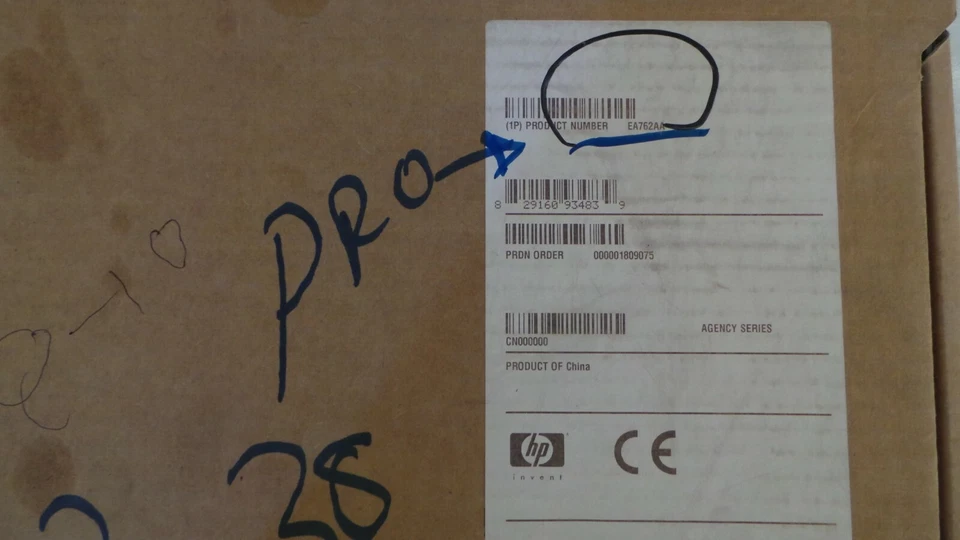 (1P) PRODUCT NUMBER EA762AA
PRO
8 29160 93483 9
PRDN ORDER 000001809075
AGENCY SERIES
CN000000
PRODUCT OF China
hp
invent
CE
28